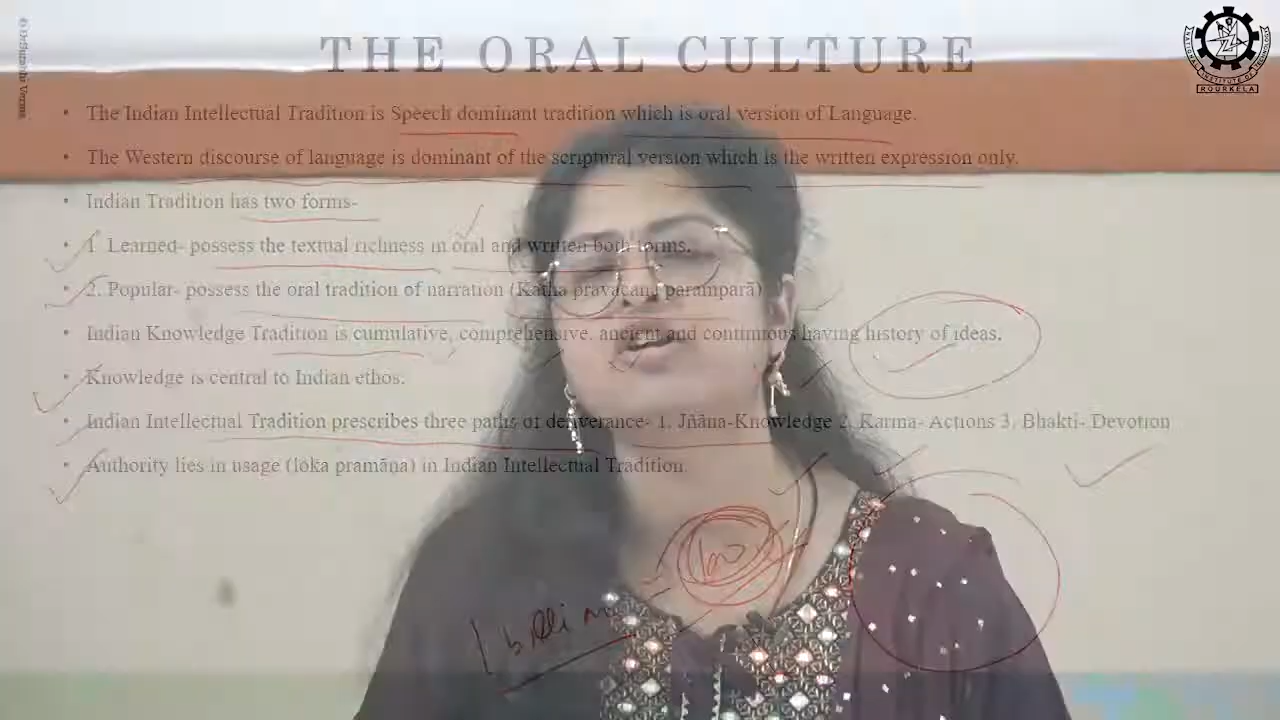 THE ORAL CULTURE
• The Indian Intellectual Tradition is Speech dominant tradition which is oral version of Language.
• The Western discourse of language is dominant of the scriptural version which is the written expression only.
• Indian Tradition has two forms-
• 1. Learned- possess the textual richness in oral and written both forms.
• 2. Popular- possess the oral tradition of narration (Katha pravacana paramparā)
• Indian Knowledge Tradition is cumulative, comprehensive, ancient and continuous having history of ideas.
• Knowledge is central to Indian ethos.
• Indian Intellectual Tradition prescribes three paths of deliverance- 1. Jñāna-Knowledge 2. Karma- Actions 3. Bhakti- Devotion
• Authority lies in usage (loka pramāṇa) in Indian Intellectual Tradition.
ROURKELA